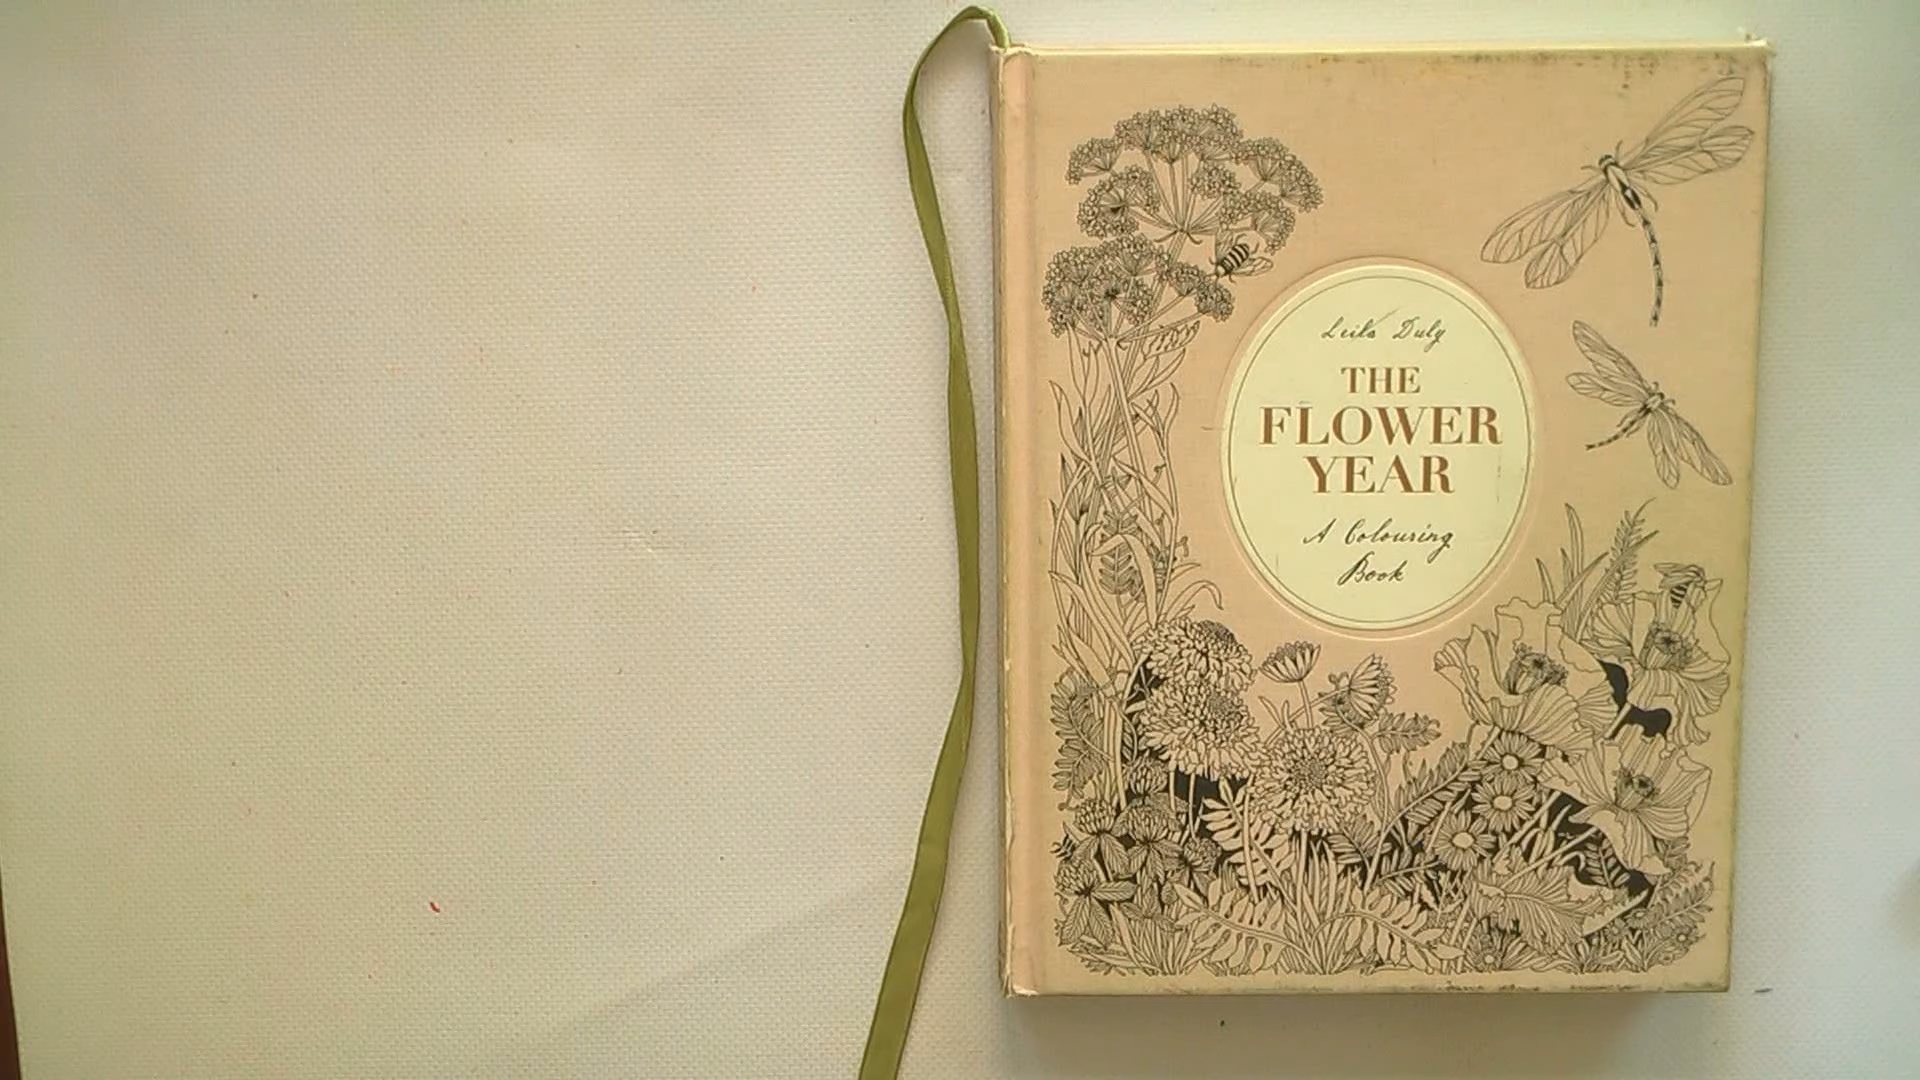 Leila Duly
THE
FLOWER
YEAR
A Colouring
Book